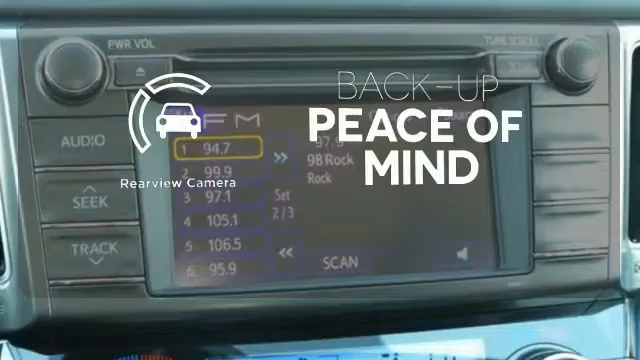 PWR VOL
TUNE SCROLL
BACK-UP
FM
PEACE OF
MIND
Rearview Camera
AUDIO
SEEK
TRACK
1 94.7
2 99.9
3 97.1
4 105.1
5 106.5
6 95.9
97.9
98 Rock
Rock
Set
2/3
SCAN